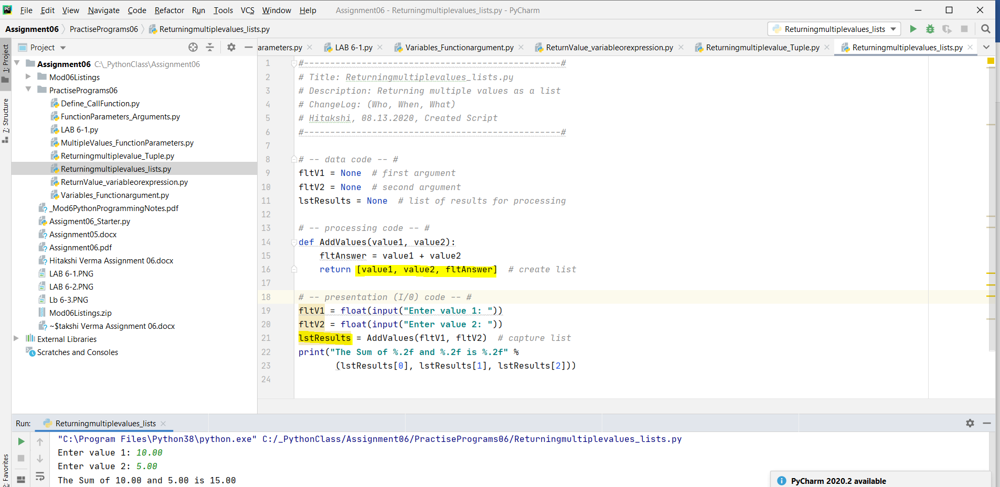 File Edit View Navigate Code Refactor Run Tools VCS Window Help Assignment06 - Returningmultiplevalues_lists.py - PyCharm
Assignment06 PractisePrograms06 Returningmultiplevalues_lists.py Returningmultiplevalues_lists
Project
arameters.py LAB 6-1.py Variables_Functionargument.py ReturnValue_variableorexpression.py Returningmultiplevalue_Tuple.py Returningmultiplevalues_lists.py
1: Project
7: Structure
2: Favorites
Assignment06 C:\_PythonClass\Assignment06
Mod06Listings
PractisePrograms06
Define_CallFunction.py
FunctionParameters_Arguments.py
LAB 6-1.py
MultipleValues_FunctionParameters.py
Returningmultiplevalue_Tuple.py
Returningmultiplevalues_lists.py
ReturnValue_variableorexpression.py
Variables_Functionargument.py
_Mod6PythonProgrammingNotes.pdf
Assigment06_Starter.py
Assignment05.docx
Assignment06.pdf
Hitakshi Verma Assignment 06.docx
LAB 6-1.PNG
LAB 6-2.PNG
Lb 6-3.PNG
Mod06Listings.zip
~$takshi Verma Assignment 06.docx
External Libraries
Scratches and Consoles
1 #-------------------------------------------------#
2 # Title: Returningmultiplevalues_lists.py
3 # Description: Returning multiple values as a list
4 # ChangeLog: (Who, When, What)
5 # Hitakshi, 08.13.2020, Created Script
6 #-------------------------------------------------#
7
8 # -- data code -- #
9 fltV1 = None  # first argument
10 fltV2 = None  # second argument
11 lstResults = None  # list of results for processing
12
13 # -- processing code -- #
14 def AddValues(value1, value2):
15     fltAnswer = value1 + value2
16     return [value1, value2, fltAnswer]  # create list
17
18 # -- presentation (I/0) code -- #
19 fltV1 = float(input("Enter value 1: "))
20 fltV2 = float(input("Enter value 2: "))
21 lstResults = AddValues(fltV1, fltV2)  # capture list
22 print("The Sum of %.2f and %.2f is %.2f" %
23        (lstResults[0], lstResults[1], lstResults[2]))
24
Run: Returningmultiplevalues_lists
"C:\Program Files\Python38\python.exe" C:/_PythonClass/Assignment06/PractisePrograms06/Returningmultiplevalues_lists.py
Enter value 1: 10.00
Enter value 2: 5.00
The Sum of 10.00 and 5.00 is 15.00
PyCharm 2020.2 available